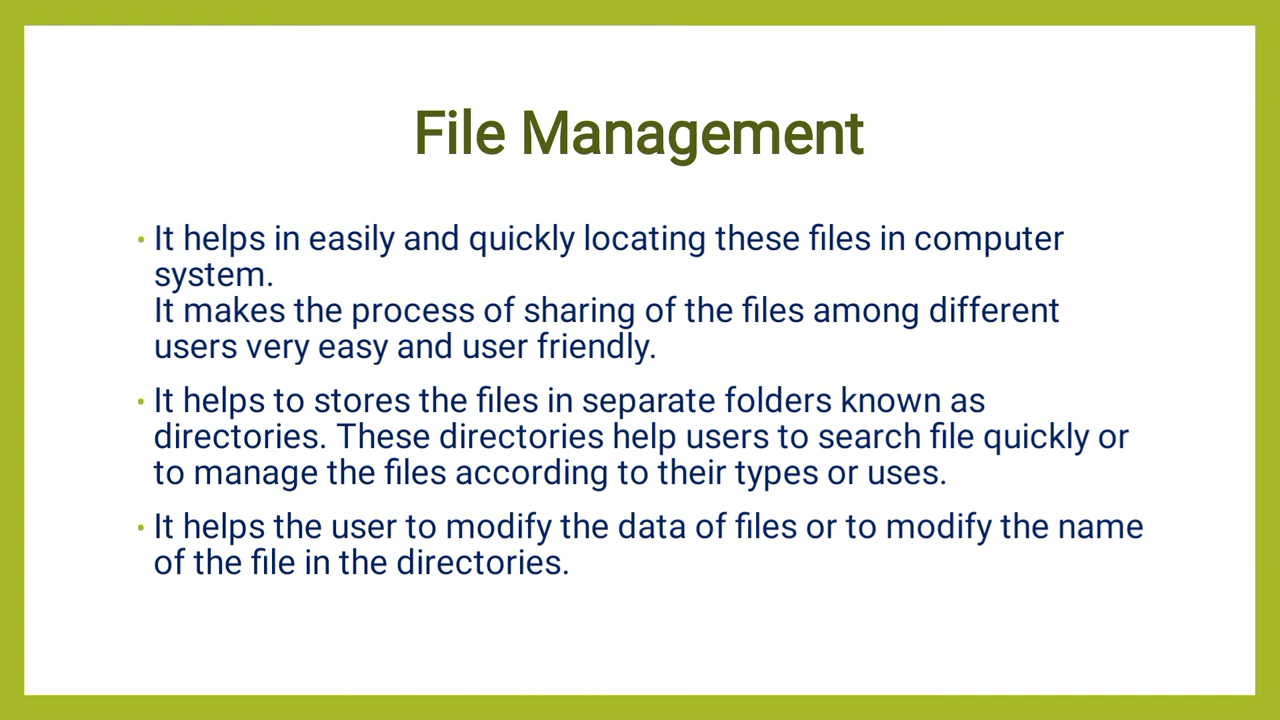 File Management
• It helps in easily and quickly locating these files in computer
system.
It makes the process of sharing of the files among different
users very easy and user friendly.
• It helps to stores the files in separate folders known as
directories. These directories help users to search file quickly or
to manage the files according to their types or uses.
• It helps the user to modify the data of files or to modify the name
of the file in the directories.